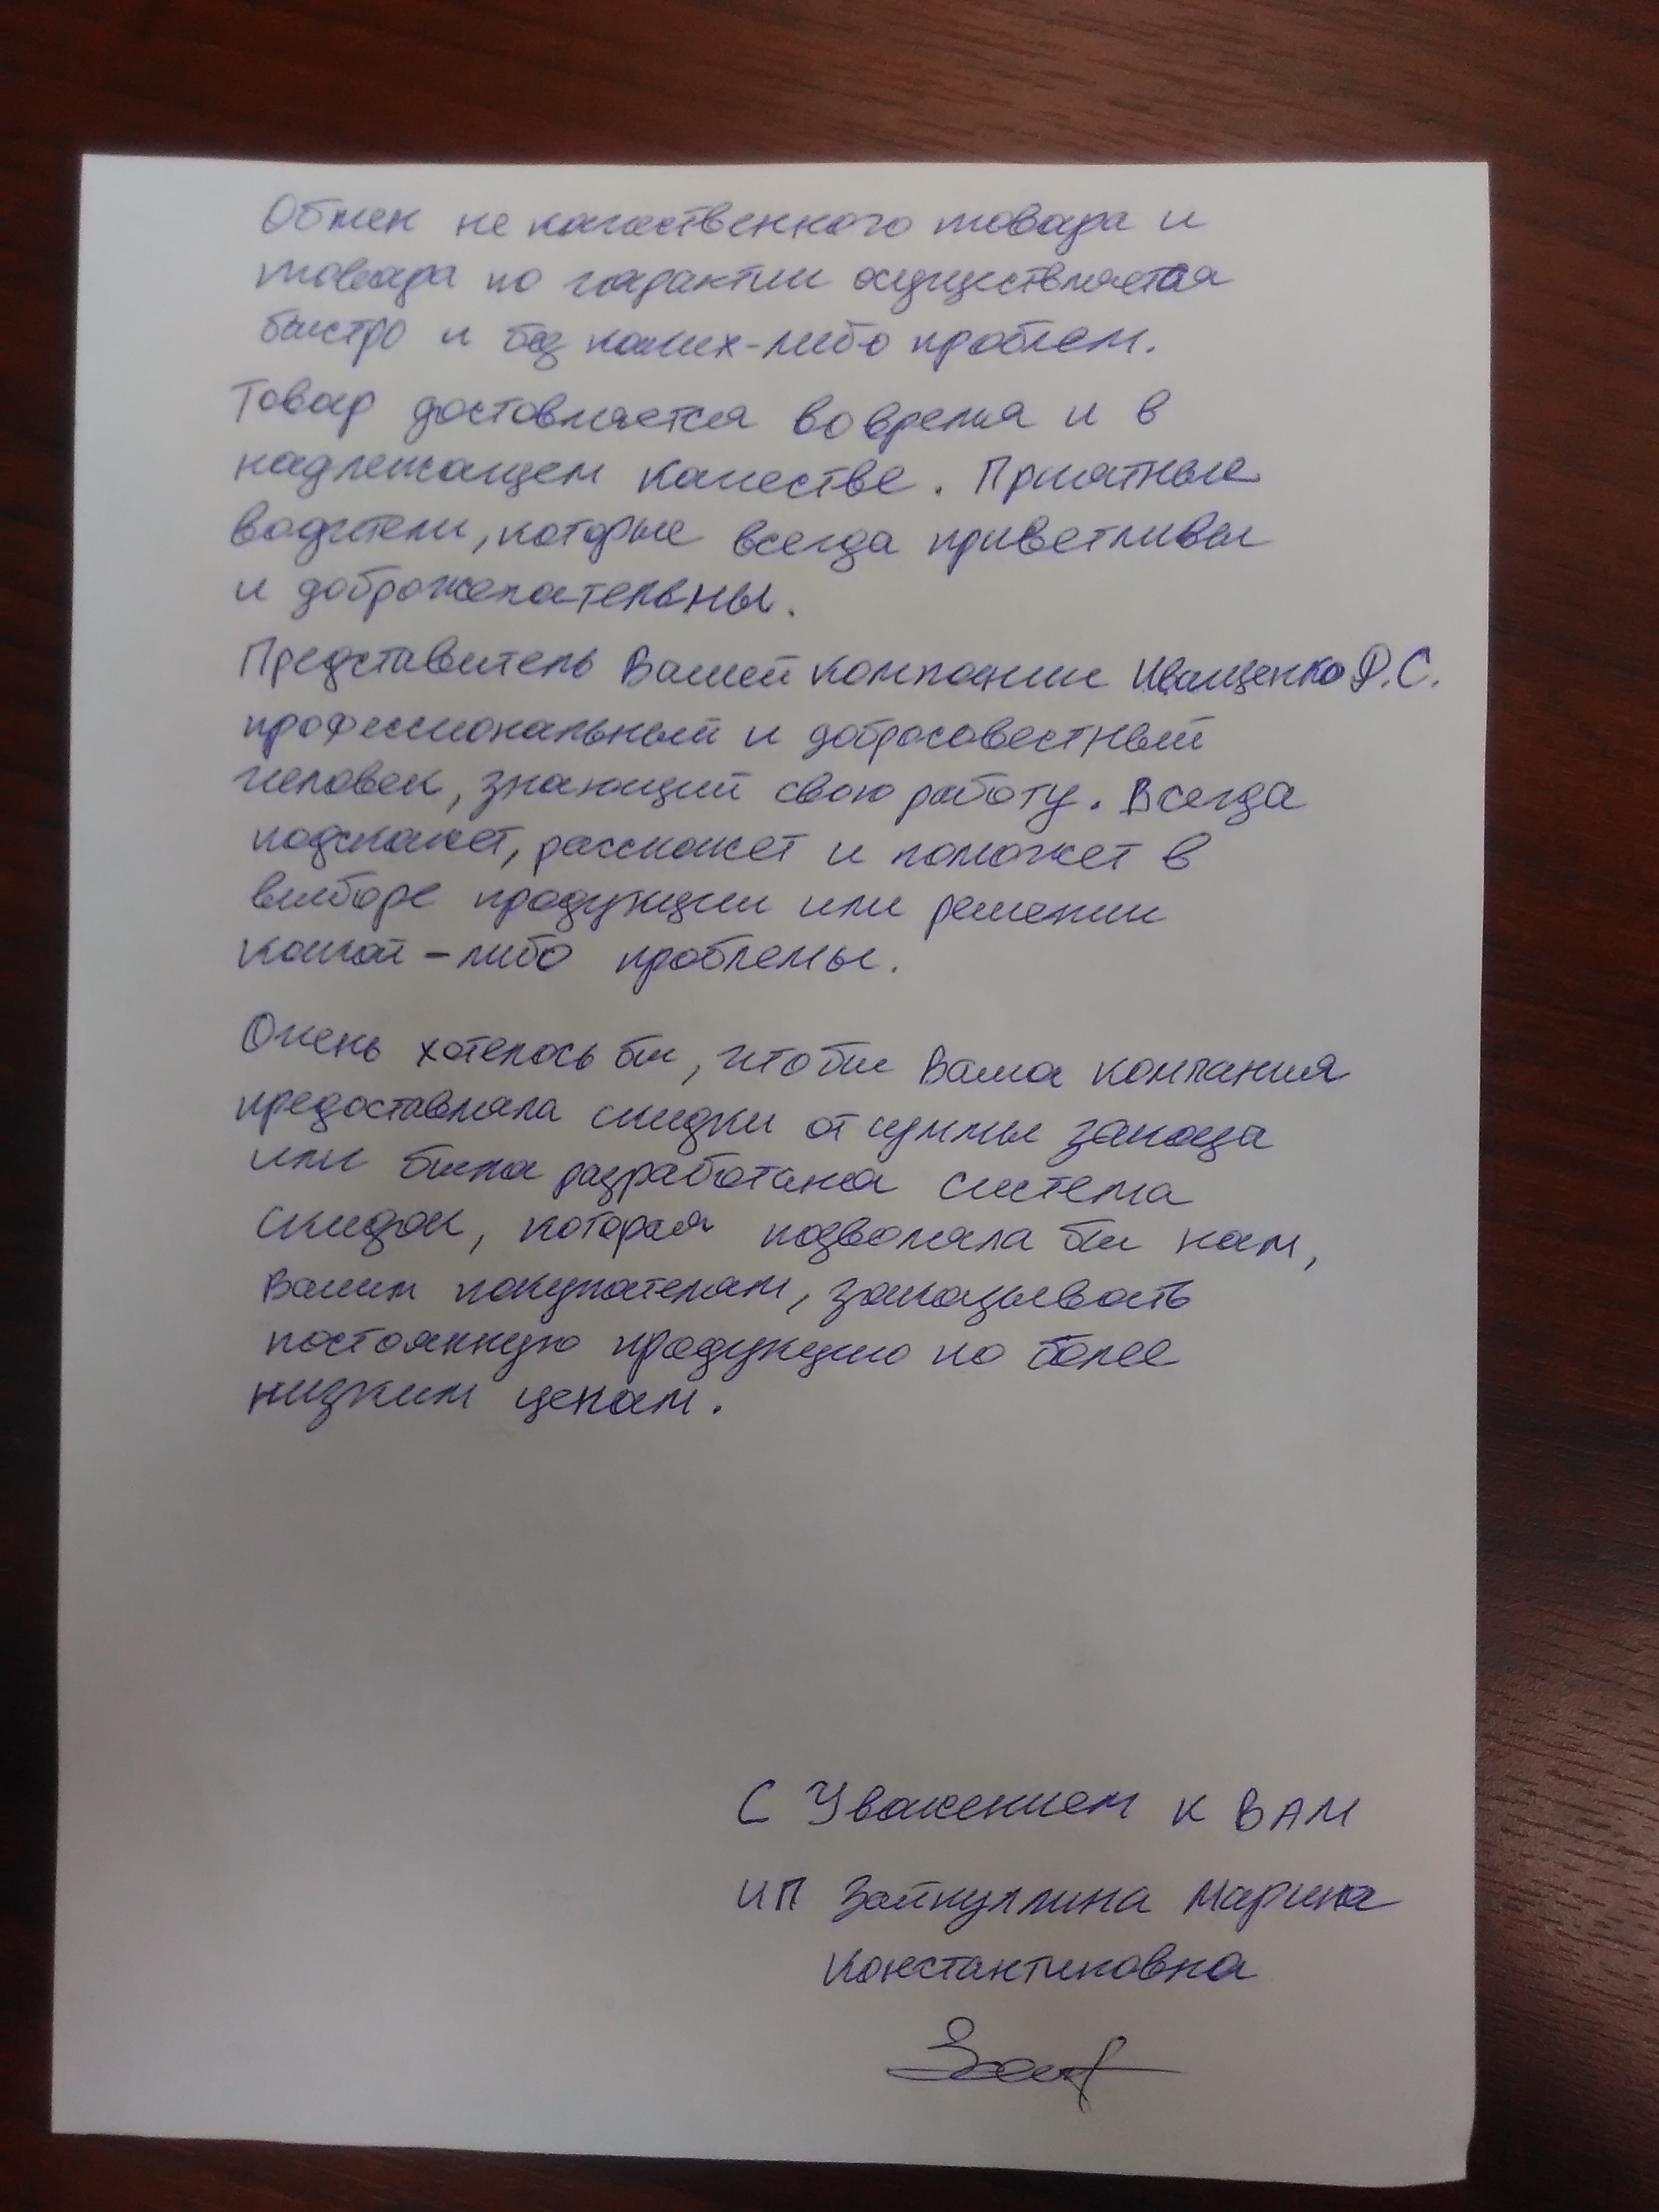 Обмен не качественного товара и
товара по гарантии осуществляется
быстро и без каких-либо проблем.
Товар доставляется вовремя и в
надлежащем качестве. Приятные
водители, которые всегда приветливы
и доброжелательны.
Представитель Вашей компании Иващенко Р.С.
профессиональный и добросовестный
человек, знающий свою работу. Всегда
подскажет, расскажет и поможет в
выборе продукции или решении
какой-либо проблемы.
Очень хотелось бы, чтобы Ваша компания
предоставляла скидки от суммы заказа
или была разработана система
скидок, которая позволяла бы нам,
Вашим покупателям, заказывать
постоянную продукцию по более
низким ценам.
С Уважением к ВАМ
ИП Зайнуллина Марина
Константиновна